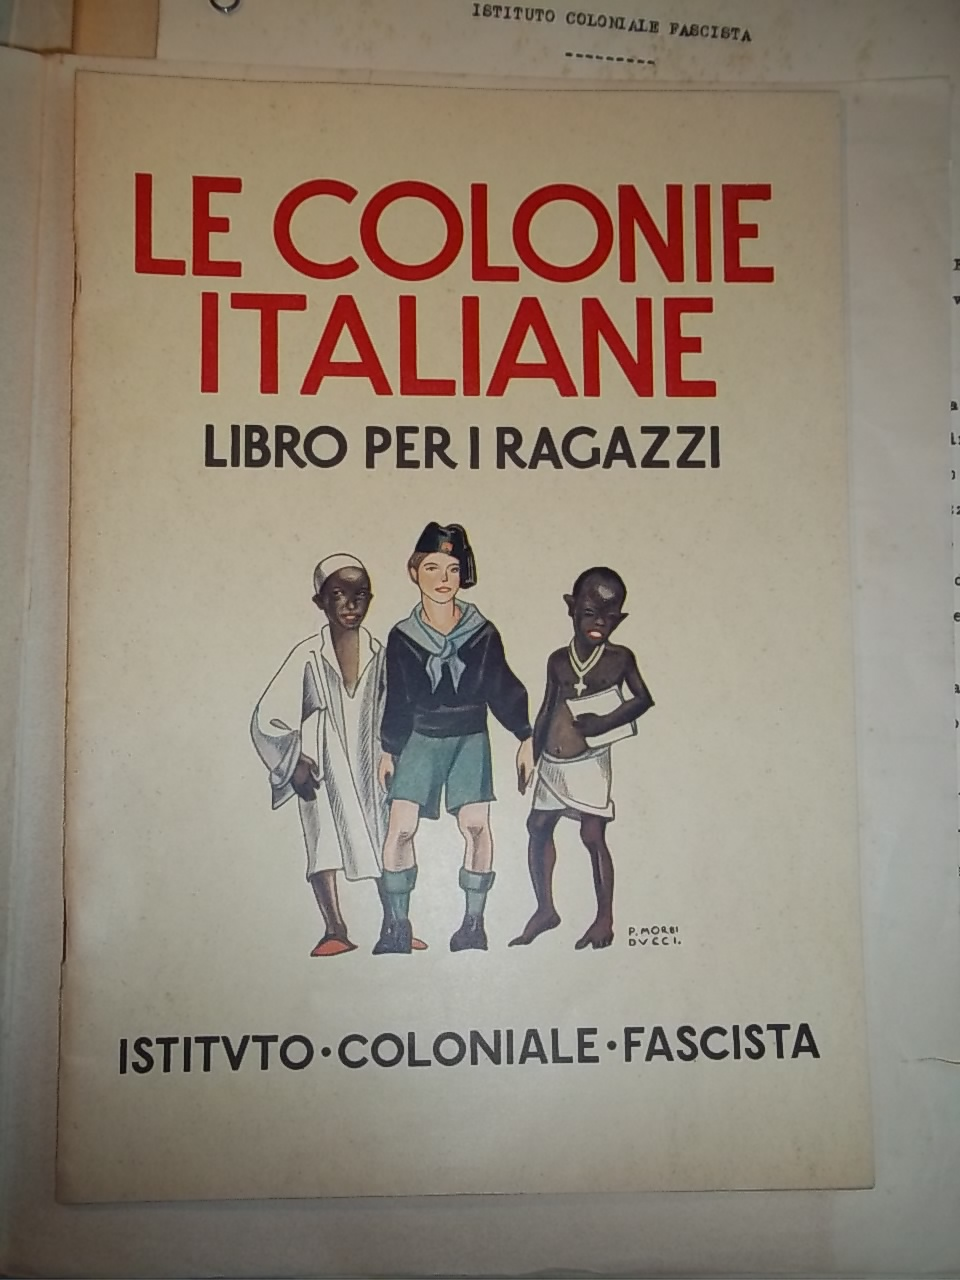 ISTITUTO COLONIALE FASCISTA
LE COLONIE
ITALIANE
LIBRO PER I RAGAZZI
P. MORBI
DVCCI.
ISTITVTO · COLONIALE · FASCISTA